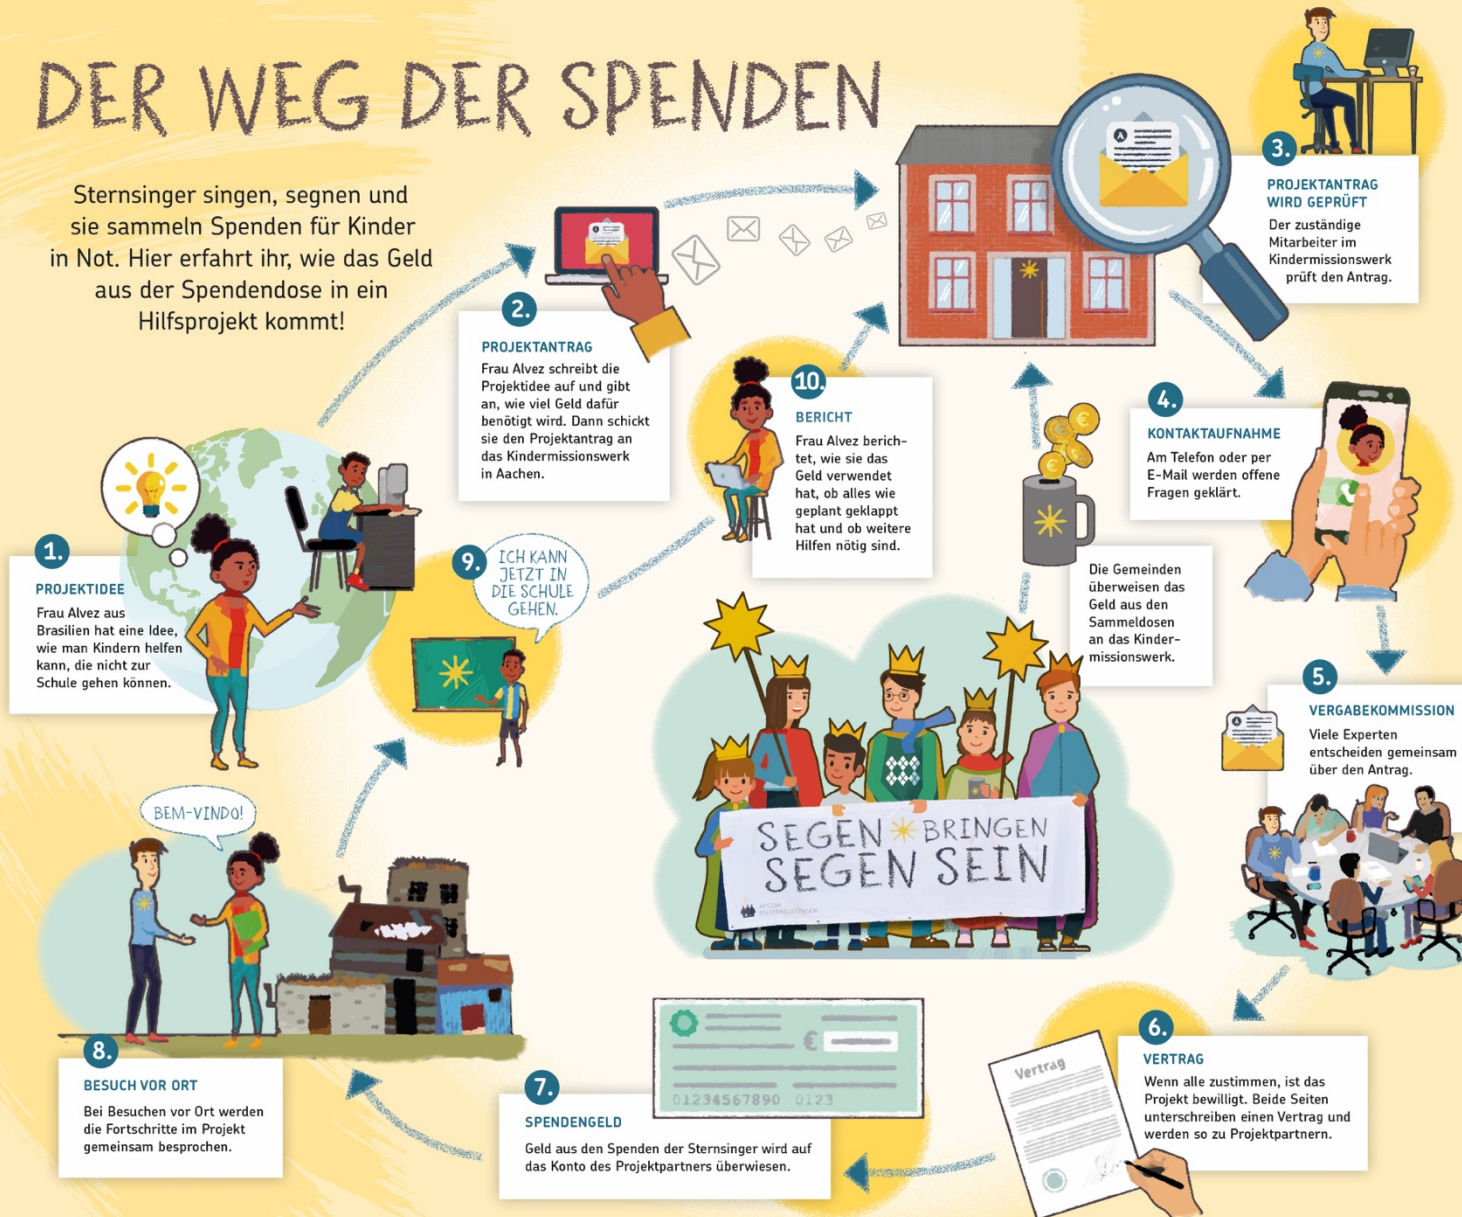 DER WEG DER SPENDEN
Sternsinger singen, segnen und
sie sammeln Spenden für Kinder
in Not. Hier erfahrt ihr, wie das Geld
aus der Spendendose in ein
Hilfsprojekt kommt!
1.
PROJEKTIDEE
Frau Alvez aus
Brasilien hat eine Idee,
wie man Kindern helfen
kann, die nicht zur
Schule gehen können.
2.
PROJEKTANTRAG
Frau Alvez schreibt die
Projektidee auf und gibt
an, wie viel Geld dafür
benötigt wird. Dann schickt
sie den Projektantrag an
das Kindermissionswerk
in Aachen.
A
3.
PROJEKTANTRAG
WIRD GEPRÜFT
Der zuständige
Mitarbeiter im
Kindermissionswerk
prüft den Antrag.
4.
KONTAKTAUFNAHME
Am Telefon oder per
E-Mail werden offene
Fragen geklärt.
5.
VERGABEKOMMISSION
Viele Experten
entscheiden gemeinsam
über den Antrag.
A
6.
VERTRAG
Wenn alle zustimmen, ist das
Projekt bewilligt. Beide Seiten
unterschreiben einen Vertrag und
werden so zu Projektpartnern.
Vertrag
7.
SPENDENGELD
Geld aus den Spenden der Sternsinger wird auf
das Konto des Projektpartners überwiesen.
€
01234567890 0123
8.
BESUCH VOR ORT
Bei Besuchen vor Ort werden
die Fortschritte im Projekt
gemeinsam besprochen.
BEM-VINDO!
9.
ICH KANN
JETZT IN
DIE SCHULE
GEHEN.
10.
BERICHT
Frau Alvez berich-
tet, wie sie das
Geld verwendet
hat, ob alles wie
geplant geklappt
hat und ob weitere
Hilfen nötig sind.
€
€
€
Die Gemeinden
überweisen das
Geld aus den
Sammeldosen
an das Kinder-
missionswerk.
SEGEN BRINGEN
SEGEN SEIN
AKTION
DREIKÖNIGSSINGEN